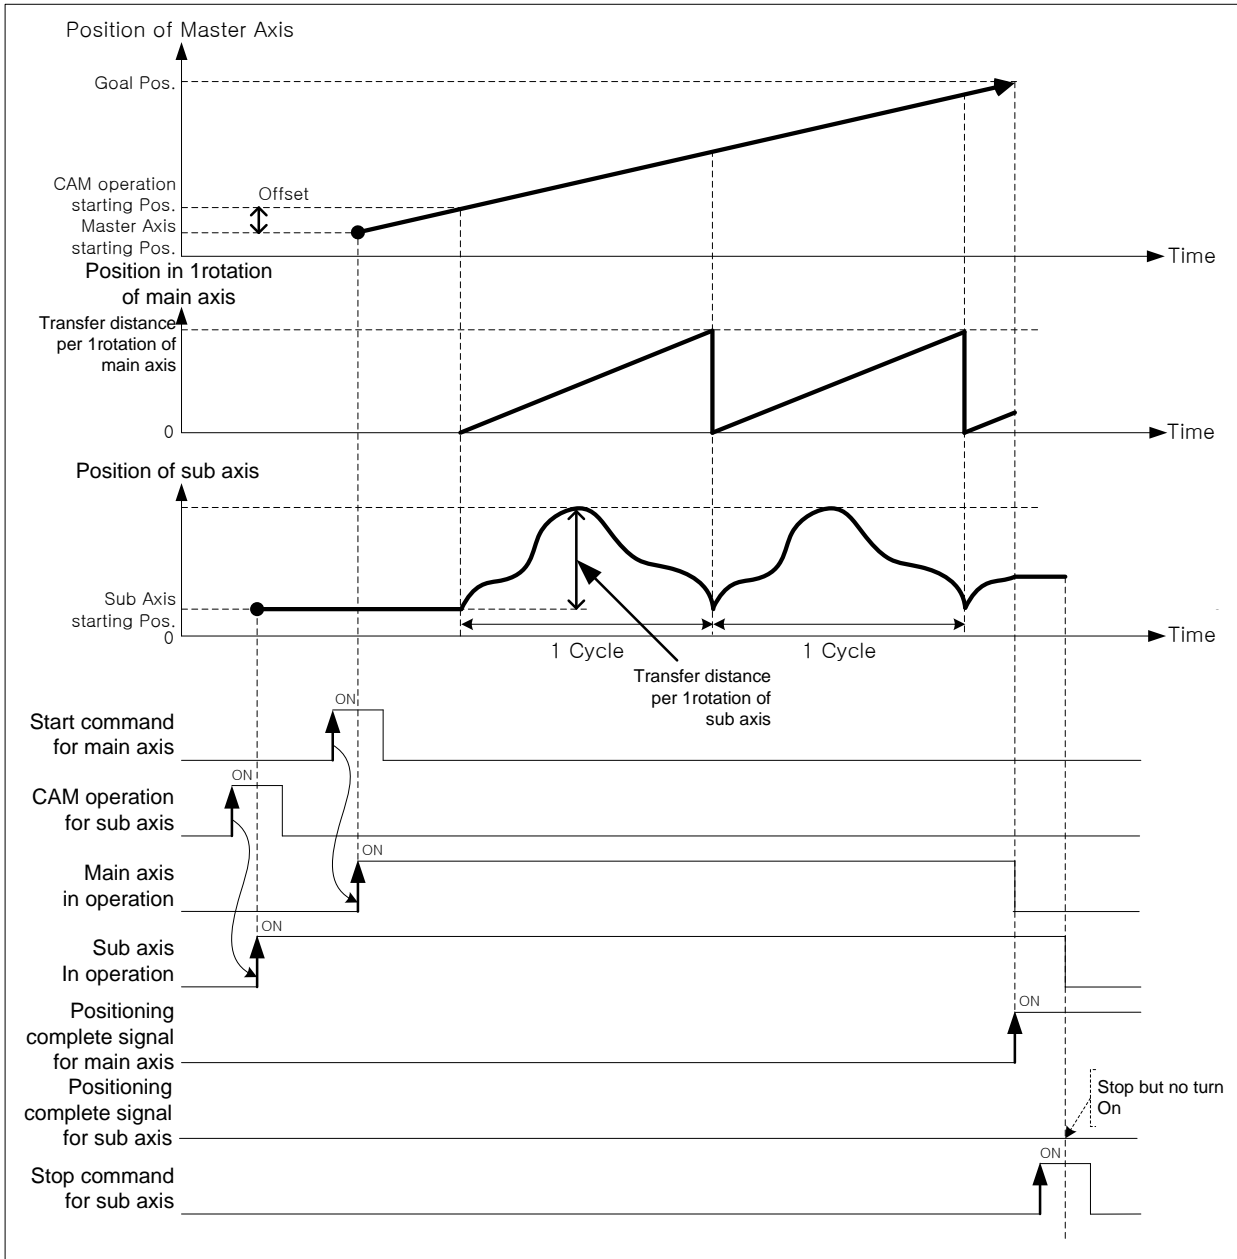 Position of Master Axis
Goal Pos.
CAM operation
starting Pos.
Offset
Master Axis
starting Pos.
Time
Position in 1rotation
of main axis
Transfer distance
per 1rotation of
main axis
0
Time
Position of sub axis
Sub Axis
starting Pos.
0
Time
1 Cycle
1 Cycle
Transfer distance
per 1rotation of
sub axis
ON
Start command
for main axis
ON
CAM operation
for sub axis
ON
Main axis
in operation
ON
Sub axis
In operation
ON
Positioning
complete signal
for main axis
Positioning
complete signal
for sub axis
Stop but no turn
On
ON
Stop command
for sub axis